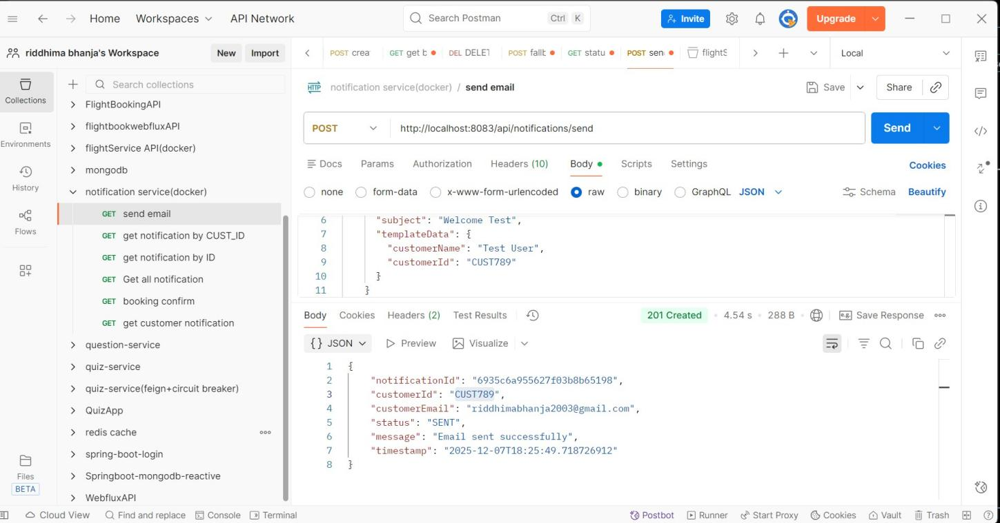 Home Workspaces API Network Search Postman Ctrl K Invite Upgrade
riddhima bhanja's Workspace New Import
POST crea GET get b DEL DELET POST fallb GET statu POST sen flightS Local
Collections
Environments
History
Flows
Files
BETA
Search collections
FlightBookingAPI
flightbookwebfluxAPI
flightService API(docker)
mongodb
notification service(docker)
GET send email
GET get notification by CUST_ID
GET get notification by ID
GET Get all notification
GET booking confirm
GET get customer notification
question-service
quiz-service
quiz-service(feign+circuit breaker)
QuizApp
redis cache
spring-boot-login
Springboot-mongodb-reactive
WebfluxAPI
HTTP notification service(docker) / send email Save Share
POST http://localhost:8083/api/notifications/send Send
Docs Params Authorization Headers (10) Body Scripts Settings Cookies
none form-data x-www-form-urlencoded raw binary GraphQL JSON Schema Beautify
6 "subject": "Welcome Test",
7 "templateData": {
8 "customerName": "Test User",
9 "customerId": "CUST789"
10 }
11 }
Body Cookies Headers (2) Test Results 201 Created • 4.54 s • 288 B e.g. Save Response
{} JSON Preview Visualize
1 {
2 "notificationId": "6935c6a955627f03b8b65198",
3 "customerId": "CUST789",
4 "customerEmail": "riddhimabhanja2003@gmail.com",
5 "status": "SENT",
6 "message": "Email sent successfully",
7 "timestamp": "2025-12-07T18:25:49.718726912"
8 }
Cloud View Find and replace Console Terminal Postbot Runner Start Proxy Cookies Vault Trash